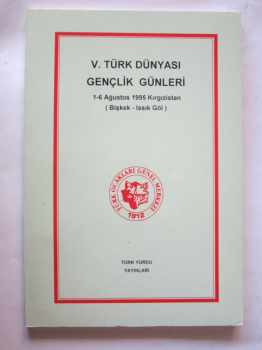 V. TÜRK DÜNYASI
GENÇLİK GÜNLERİ
1-6 Ağustos 1995 Kırgızistan
( Bişkek - Issık Göl )
TÜRK OCAKLARI GENEL MERKEZİ
1912
TÜRK YURDU
YAYINLARI